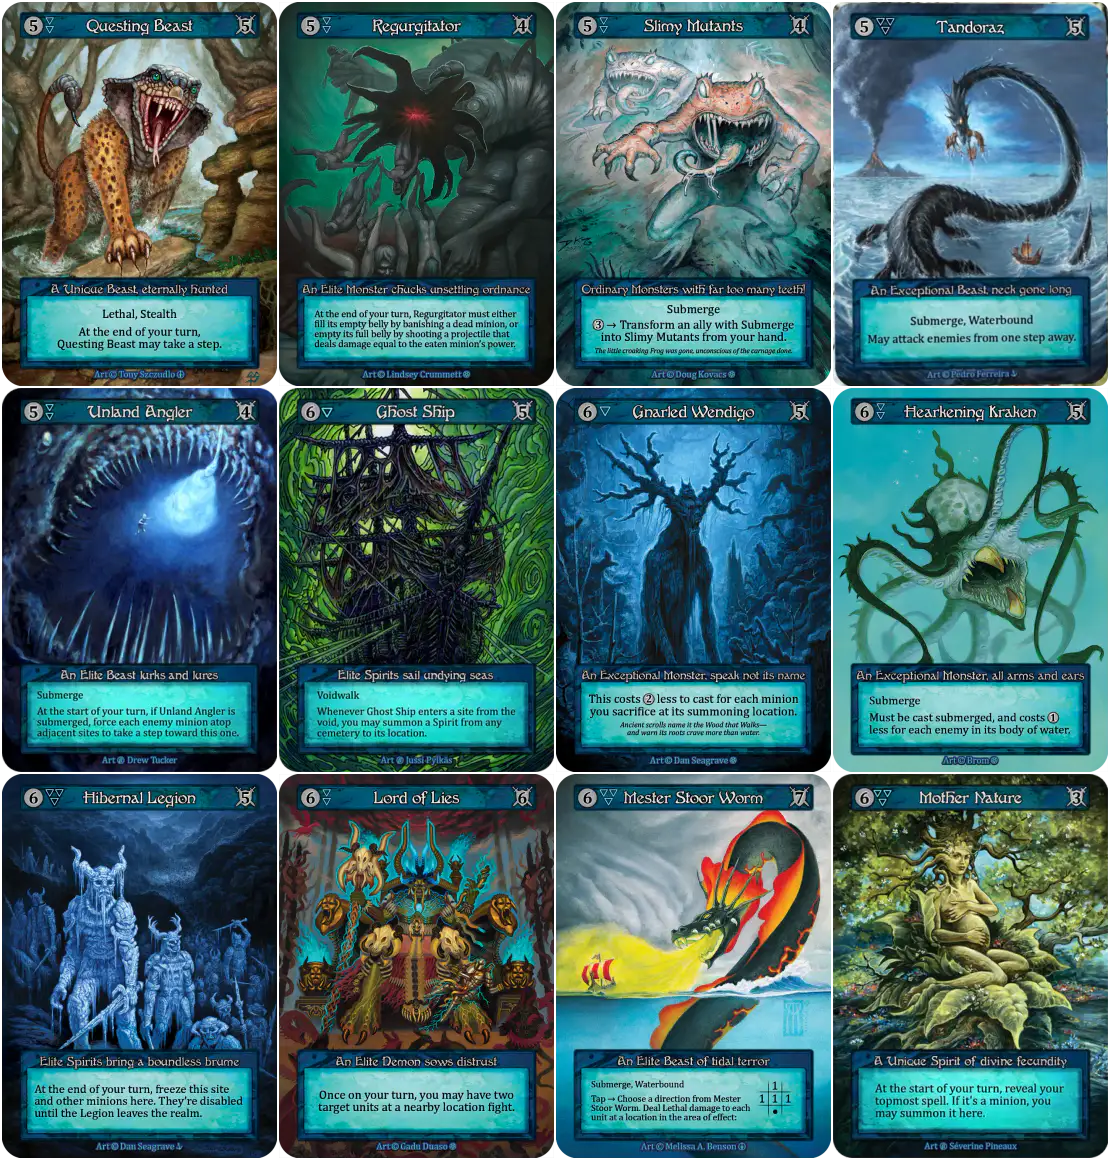 5 Questing Beast 5
A Unique Beast, eternally hunted
Lethal, Stealth
At the end of your turn,
Questing Beast may take a step.
Art © Tony Szczudlo
5 Regurgitator 4
An Elite Monster chucks unsettling ordnance
At the end of your turn, Regurgitator must either
fill its empty belly by banishing a dead minion, or
empty its full belly by shooting a projectile that
deals damage equal to the eaten minion's power.
Art © Lindsey Crummett
5 Slimy Mutants 4
Ordinary Monsters with far too many teeth!
Submerge
③ → Transform an ally with Submerge
into Slimy Mutants from your hand.
The little croaking Frog was gone, unconscious of the carnage done.
Art © Doug Kovacs
5 Tandoraz 5
An Exceptional Beast, neck gone long
Submerge, Waterbound
May attack enemies from one step away.
Art © Pedro Ferreira
5 Unland Angler 4
An Elite Beast lurks and lures
Submerge
At the start of your turn, if Unland Angler is
submerged, force each enemy minion atop
adjacent sites to take a step toward this one.
Art Drew Tucker
6 Ghost Ship 5
Elite Spirits sail undying seas
Voidwalk
Whenever Ghost Ship enters a site from the
void, you may summon a Spirit from any
cemetery to its location.
Art Jussi Pylkäs
6 Gnarled Wendigo 5
An Exceptional Monster, speak not its name
This costs ② less to cast for each minion
you sacrifice at its summoning location.
Ancient scrolls name it the Wood that Walks—
and warn its roots crave more than water.
Art © Dan Seagrave
6 Hearkening Kraken 5
An Exceptional Monster, all arms and ears
Submerge
Must be cast submerged, and costs ①
less for each enemy in its body of water.
Art © Brom
6 Hibernal Legion 5
Elite Spirits bring a boundless brume
At the end of your turn, freeze this site
and other minions here. They're disabled
until the Legion leaves the realm.
Art © Dan Seagrave
6 Lord of Lies 6
An Elite Demon sows distrust
Once on your turn, you may have two
target units at a nearby location fight.
Art © Gadu Duaso
6 Mester Stoor Worm 7
An Elite Beast of tidal terror
Submerge, Waterbound
Tap → Choose a direction from Mester
Stoor Worm. Deal Lethal damage to each
unit at a location in the area of effect:
1
1 1 1
Art © Melissa A. Benson
6 Mother Nature 3
A Unique Spirit of divine fecundity
At the start of your turn, reveal your
topmost spell. If it's a minion, you
may summon it here.
Art Séverine Pineaux